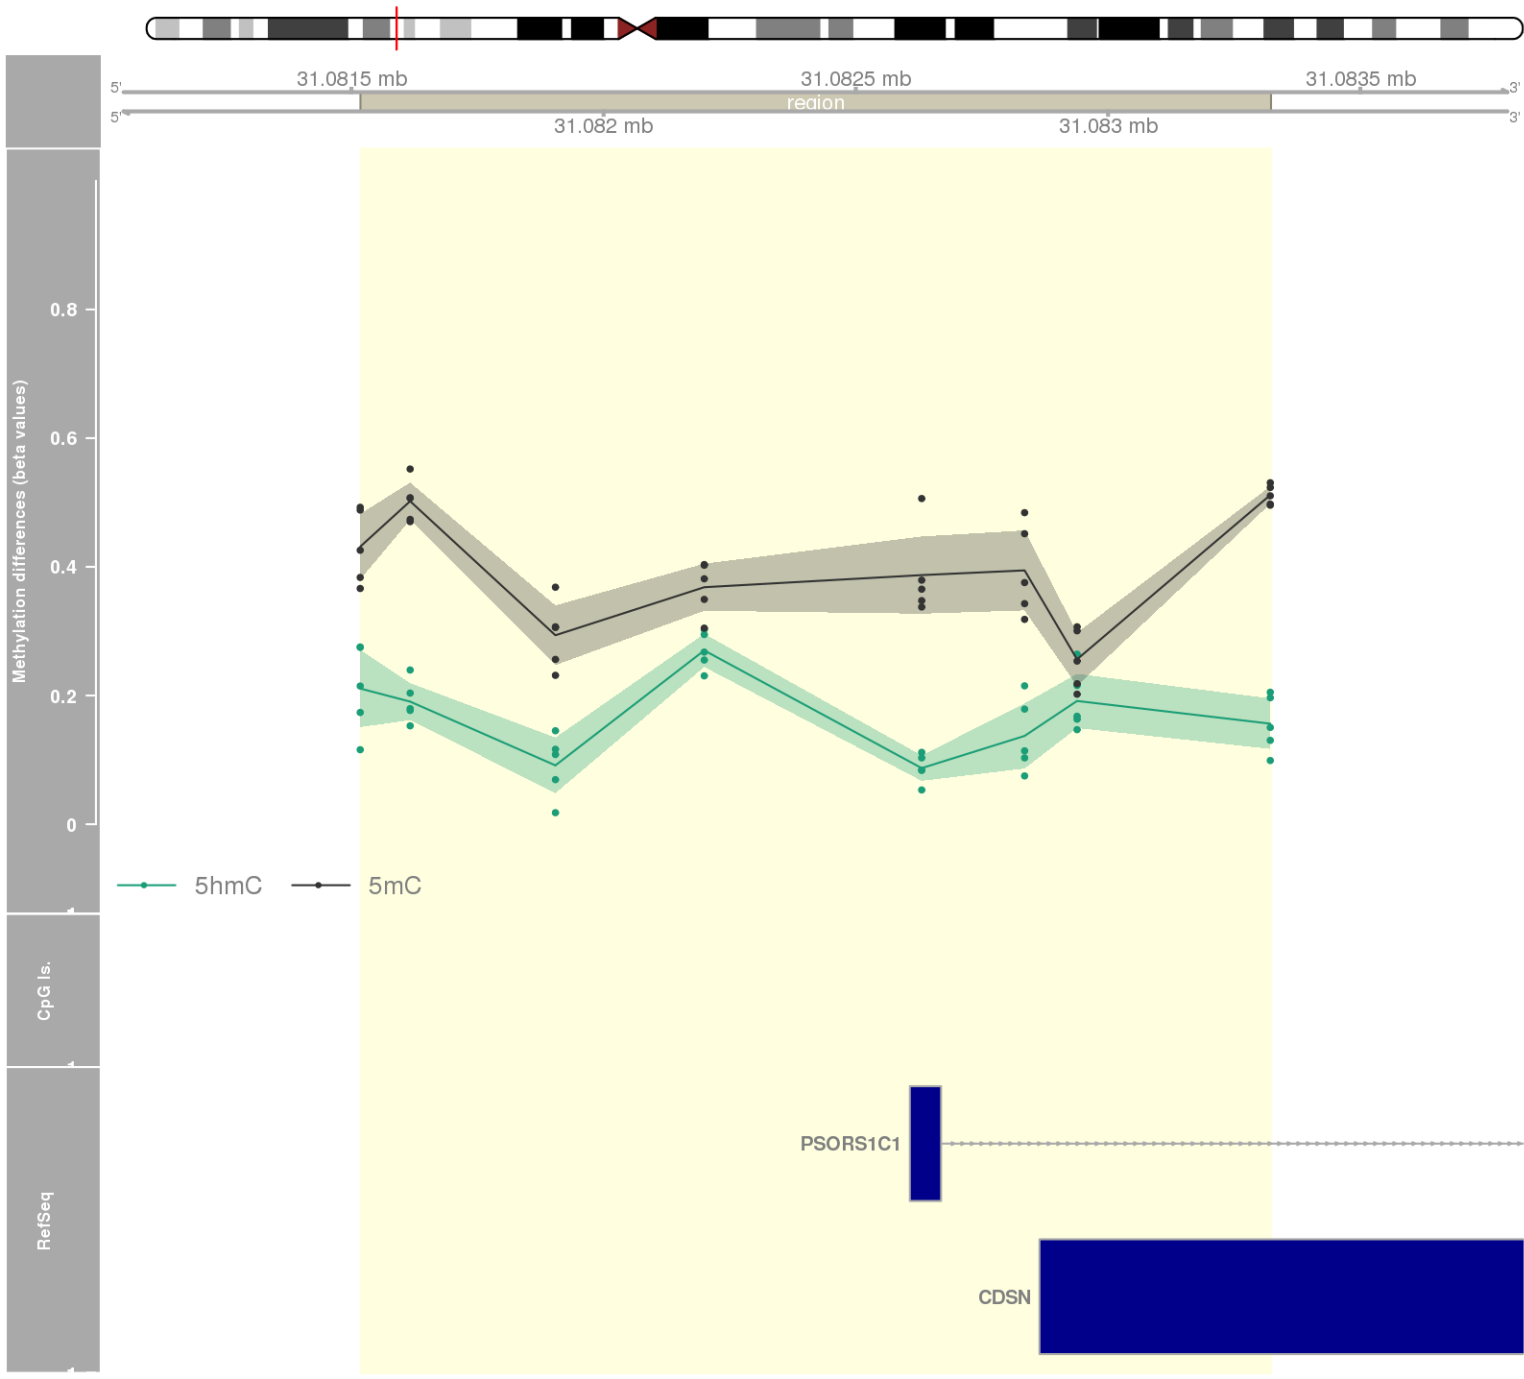 31.0815 mb 31.0825 mb 31.0835 mb
5' 3'
region
5' 3'
31.082 mb 31.083 mb
Methylation differences (beta values)
0.8
0.6
0.4
0.2
0
5hmC 5mC
CpG Is.
RefSeq
PSORS1C1
CDSN